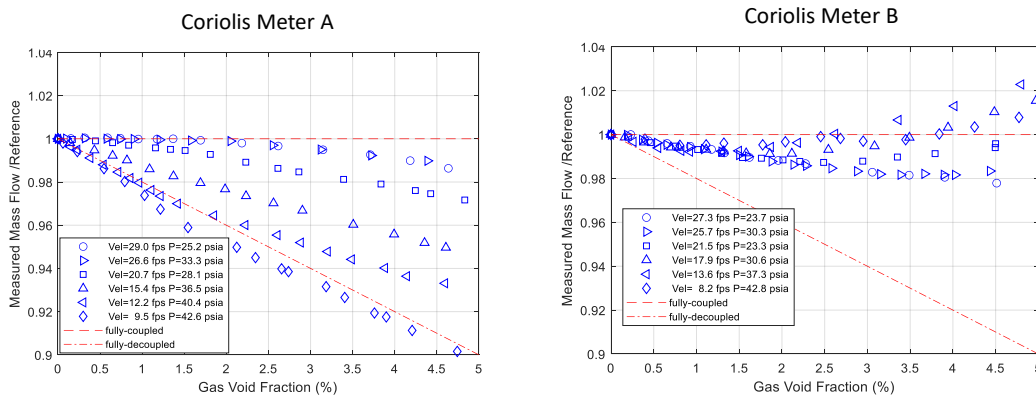 Coriolis Meter A
1.04
1.02
1
0.98
0.96
0.94
0.92
0.9
Measured Mass Flow /Reference
Vel=29.0 fps P=25.2 psia
Vel=26.6 fps P=33.3 psia
Vel=20.7 fps P=28.1 psia
Vel=15.4 fps P=36.5 psia
Vel=12.2 fps P=40.4 psia
Vel= 9.5 fps P=42.6 psia
fully-coupled
fully-decoupled
0 0.5 1 1.5 2 2.5 3 3.5 4 4.5 5
Gas Void Fraction (%)
Coriolis Meter B
1.04
1.02
1
0.98
0.96
0.94
0.92
0.9
Measured Mass Flow /Reference
Vel=27.3 fps P=23.7 psia
Vel=25.7 fps P=30.3 psia
Vel=21.5 fps P=23.3 psia
Vel=17.9 fps P=30.6 psia
Vel=13.6 fps P=37.3 psia
Vel= 8.2 fps P=42.8 psia
fully-coupled
fully-decoupled
0 0.5 1 1.5 2 2.5 3 3.5 4 4.5 5
Gas Void Fraction (%)